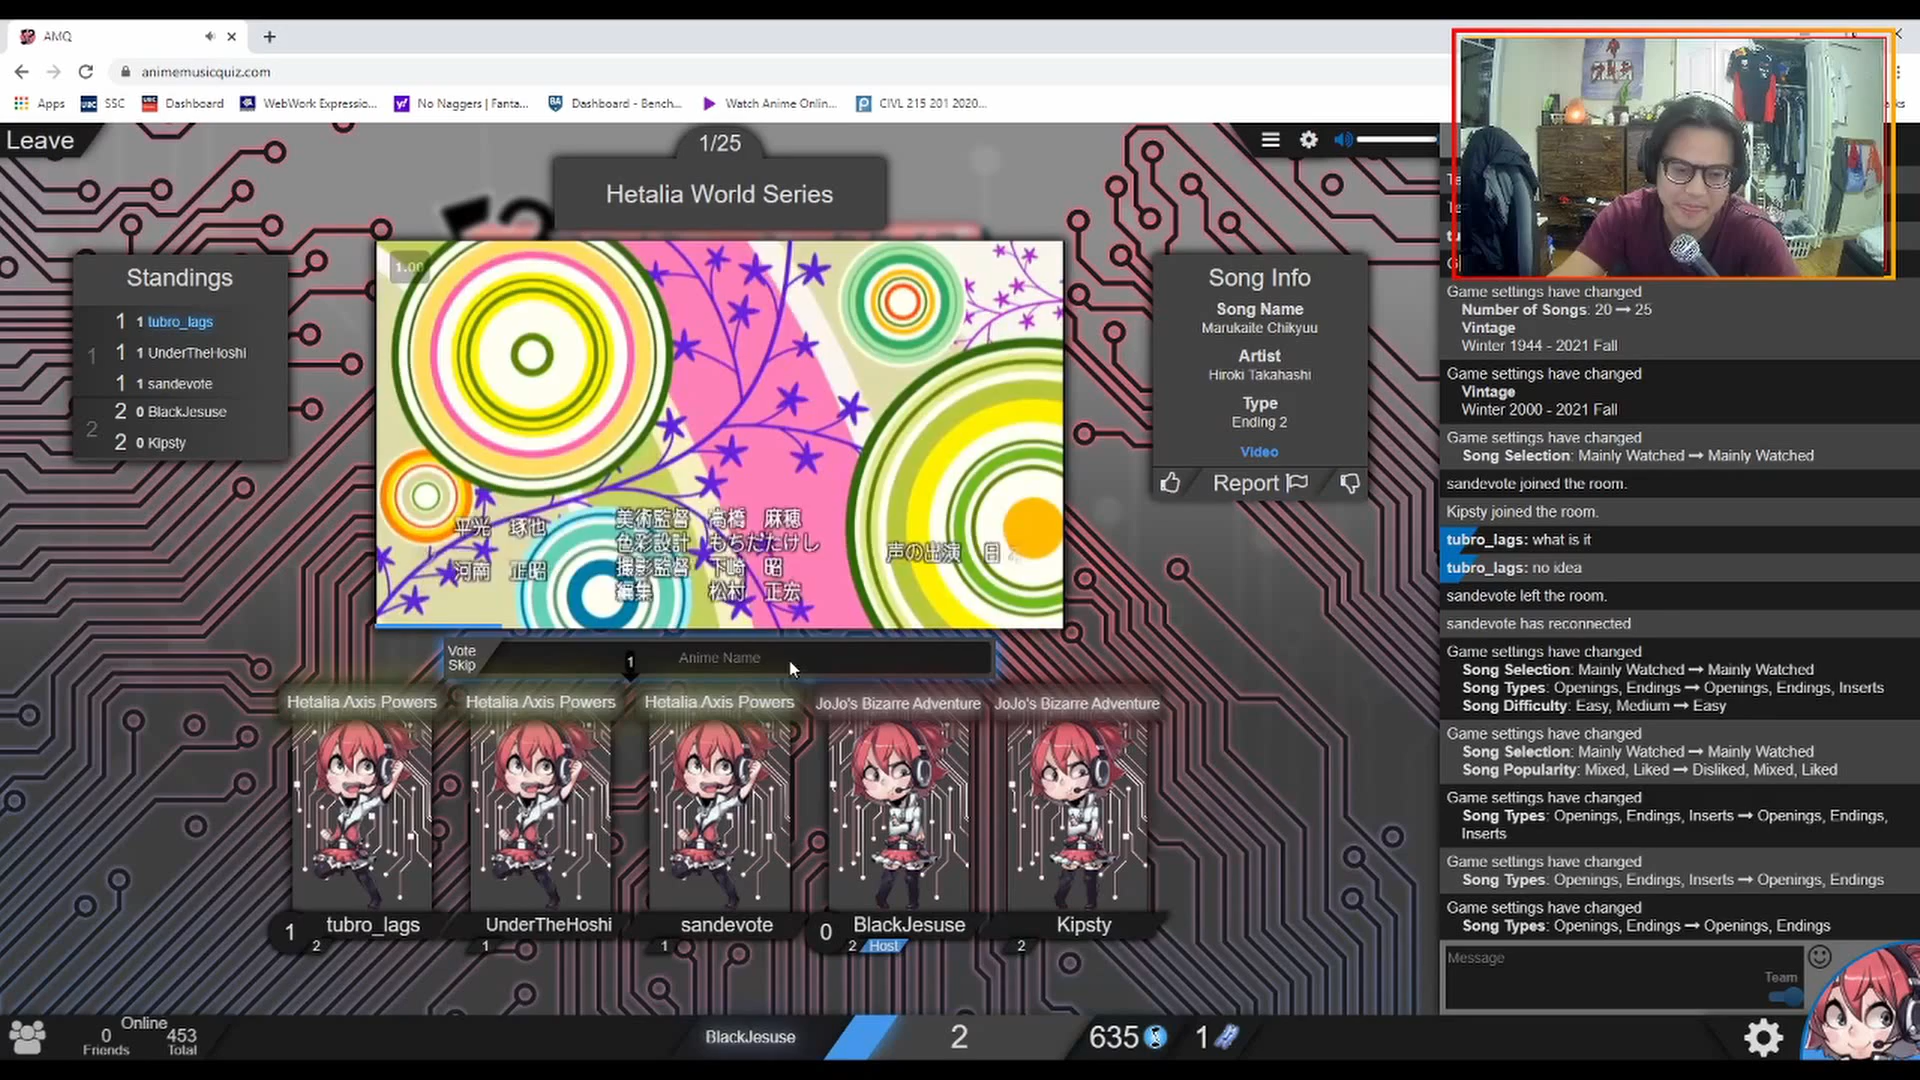 AMQ
animemusicquiz.com
Apps
SSC
Dashboard
WebWork Expressio...
No Naggers | Fanta...
Dashboard - Bench...
Watch Anime Onlin...
CIVL 215 201 2020...
Leave
1/25
Hetalia World Series
Standings
1 1 1 tubro_lags
1 1 UnderTheHoshi
1 1 sandevote
2 2 0 BlackJesuse
2 0 Kipsty
1.00
平光 琢也
河南 正昭
美術監督 高橋 麻穂
色彩設計 もちだたけし
撮影監督 下崎 昭
編集 松村 正宏
声の出演
Song Info
Song Name
Marukaite Chikyuu
Artist
Hiroki Takahashi
Type
Ending 2
Video
Report
Vote Skip
1
Anime Name
Hetalia Axis Powers
Hetalia Axis Powers
Hetalia Axis Powers
JoJo's Bizarre Adventure
JoJo's Bizarre Adventure
1 tubro_lags
2
UnderTheHoshi
1
sandevote
1
0 BlackJesuse
2 Host
Kipsty
2
Game settings have changed
Number of Songs: 20 → 25
Vintage
Winter 1944 - 2021 Fall
Game settings have changed
Vintage
Winter 2000 - 2021 Fall
Game settings have changed
Song Selection: Mainly Watched → Mainly Watched
sandevote joined the room.
Kipsty joined the room.
tubro_lags: what is it
tubro_lags: no idea
sandevote left the room.
sandevote has reconnected
Game settings have changed
Song Selection: Mainly Watched → Mainly Watched
Song Types: Openings, Endings → Openings, Endings, Inserts
Song Difficulty: Easy, Medium → Easy
Game settings have changed
Song Selection: Mainly Watched → Mainly Watched
Song Popularity: Mixed, Liked → Disliked, Mixed, Liked
Game settings have changed
Song Types: Openings, Endings, Inserts → Openings, Endings,
Inserts
Game settings have changed
Song Types: Openings, Endings, Inserts → Openings, Endings
Game settings have changed
Song Types: Openings, Endings → Openings, Endings
Message
Team
Online
0 Friends
453 Total
BlackJesuse
2
635
1